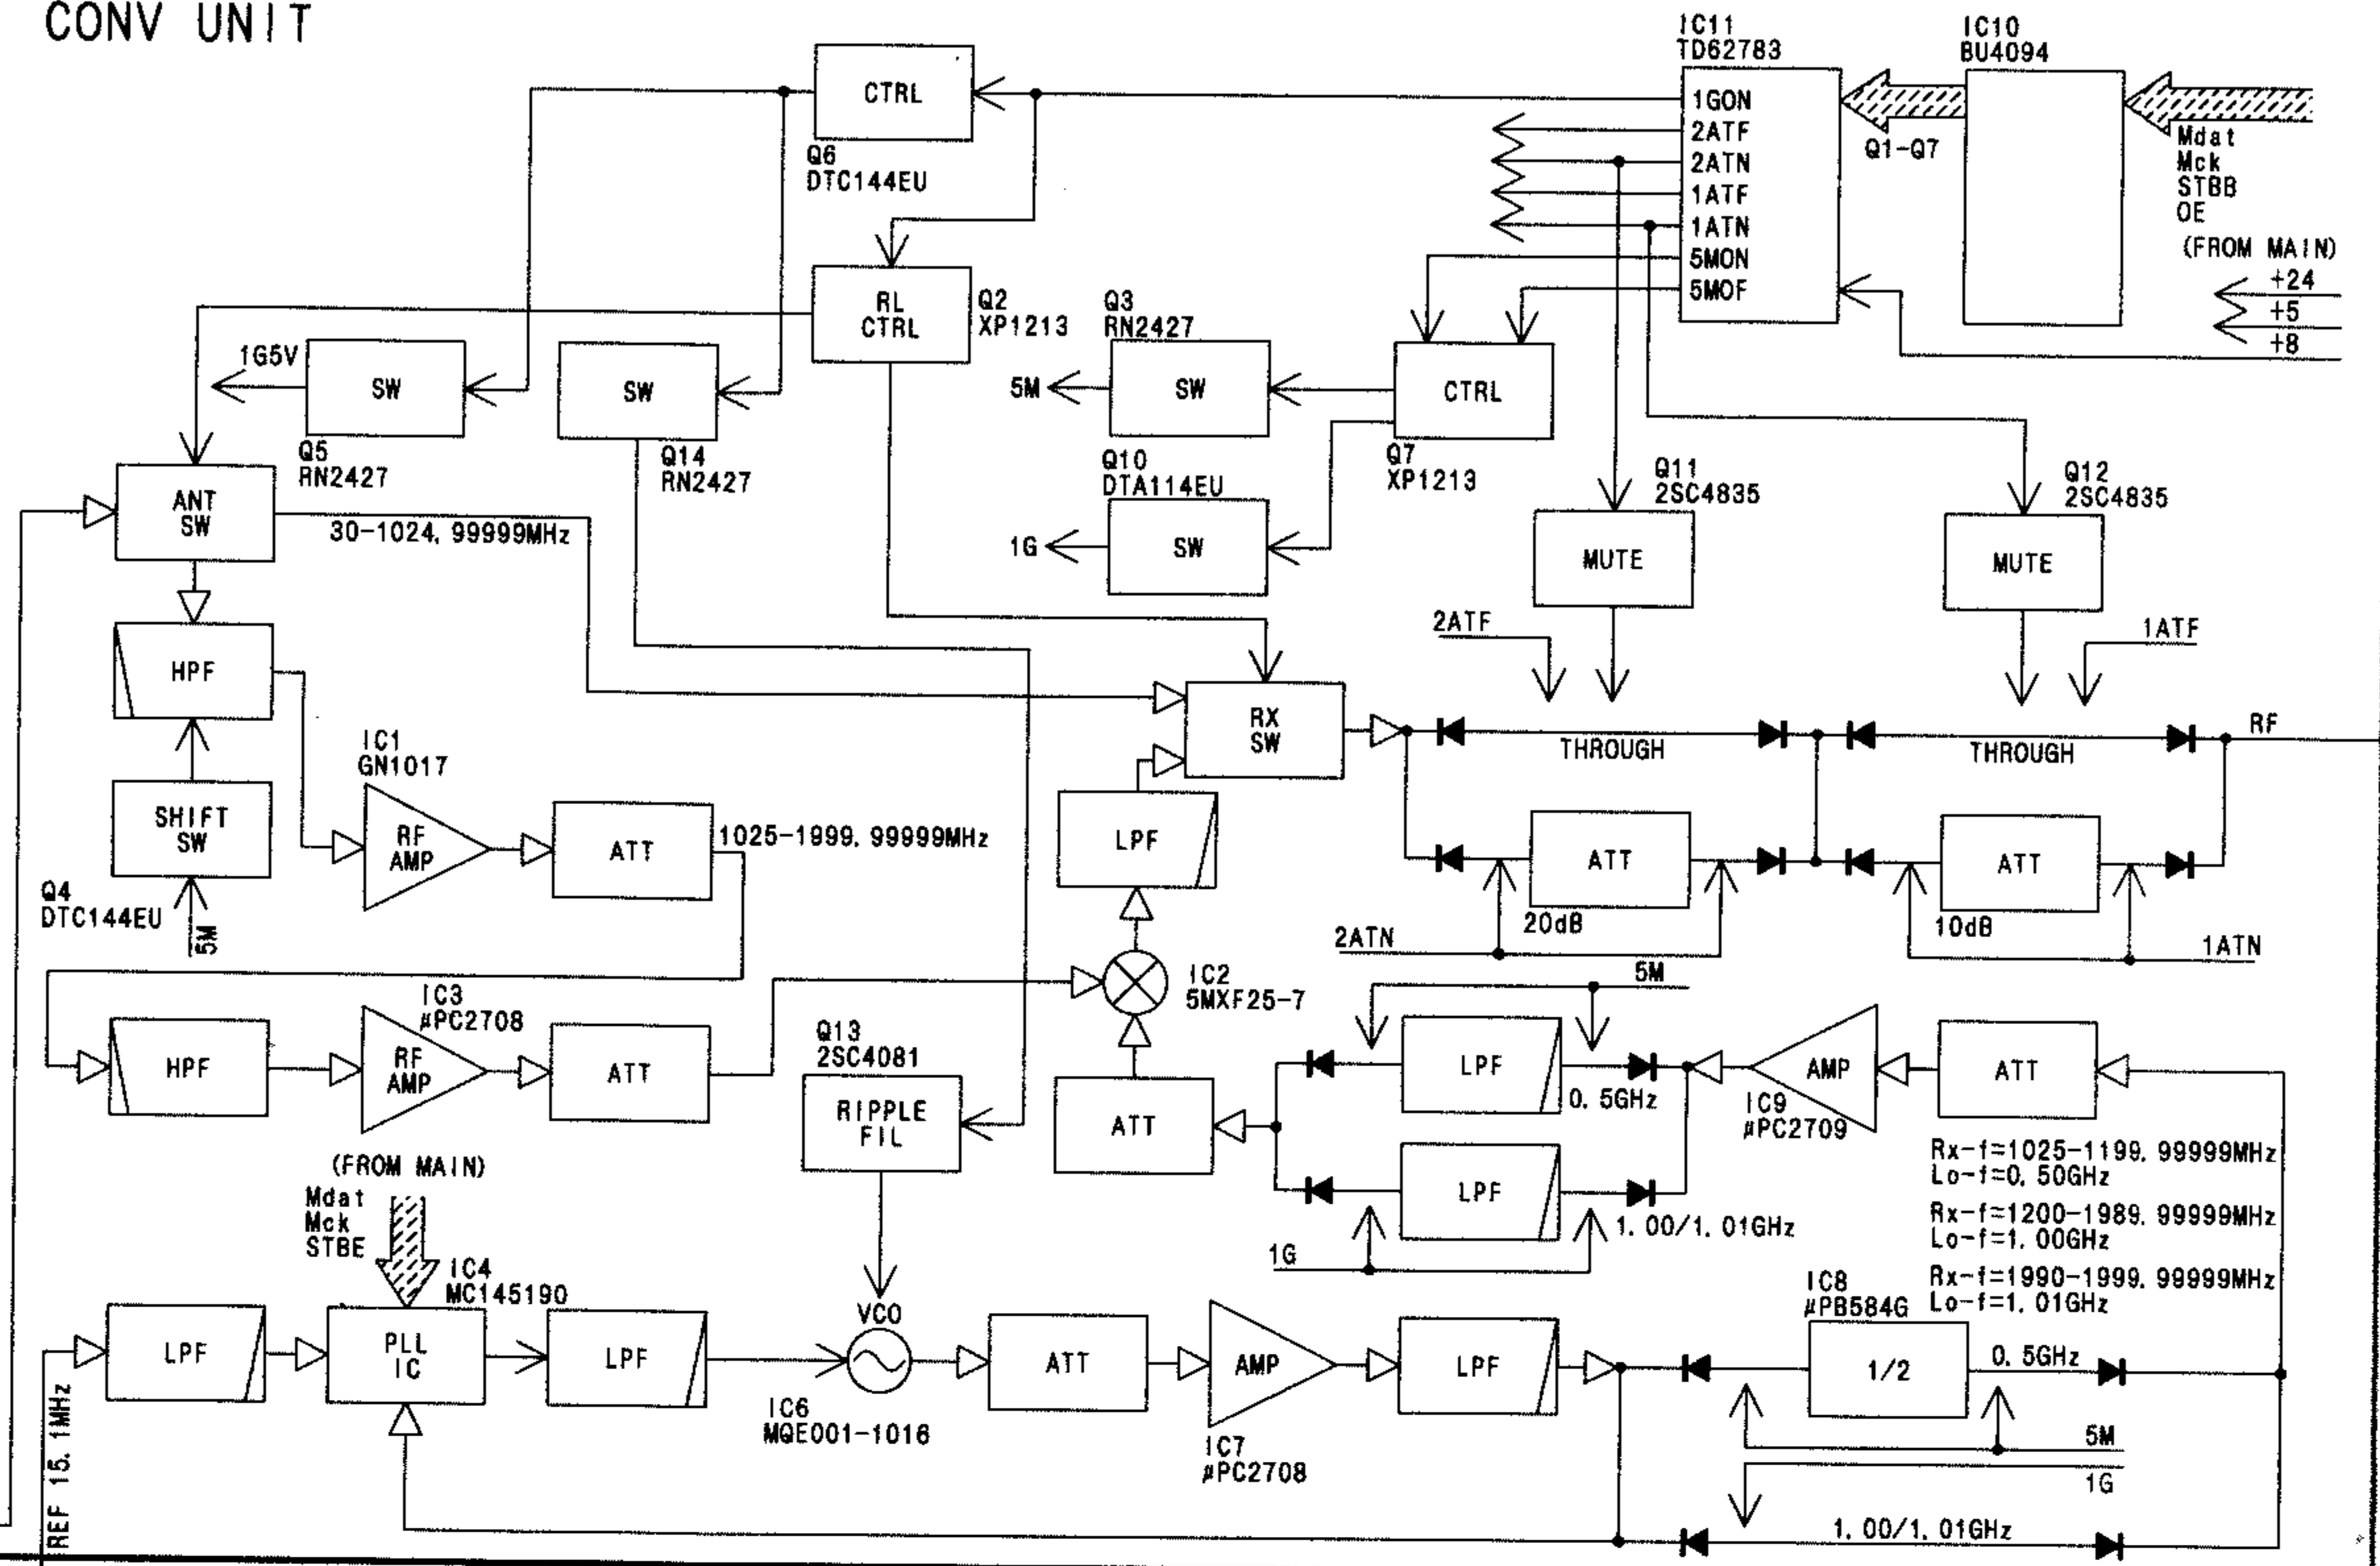 CONV UNIT
IC11
TD62783
IC10
BU4094
CTRL
Q6
DTC144EU
1GON
2ATF
2ATN
1ATF
1ATN
5MON
5MOF
Q1-Q7
Mdat
Mck
STBB
OE
(FROM MAIN)
+24
+5
+8
RL
CTRL
Q2
XP1213
Q3
RN2427
1G5V
SW
Q5
RN2427
SW
Q14
RN2427
5M
SW
CTRL
Q7
XP1213
Q10
DTA114EU
1G
SW
Q11
2SC4835
MUTE
Q12
2SC4835
MUTE
ANT
SW
30-1024.99999MHz
2ATF
1ATF
HPF
SHIFT
SW
Q4
DTC144EU
5M
IC1
GN1017
RF
AMP
ATT
1025-1999.99999MHz
RX
SW
LPF
THROUGH
THROUGH
RF
ATT
20dB
2ATN
ATT
10dB
1ATN
IC2
5MXF25-7
5M
HPF
IC3
μPC2708
RF
AMP
ATT
Q13
2SC4081
RIPPLE
FIL
ATT
LPF
0.5GHz
LPF
1.00/1.01GHz
1G
AMP
IC9
μPC2709
ATT
Rx-f=1025-1199.99999MHz
Lo-f=0.50GHz
Rx-f=1200-1989.99999MHz
Lo-f=1.00GHz
Rx-f=1990-1999.99999MHz
Lo-f=1.01GHz
(FROM MAIN)
Mdat
Mck
STBE
IC4
MC145190
REF 15.1MHz
LPF
PLL
IC
LPF
VCO
IC6
MQE001-1016
ATT
AMP
IC7
μPC2708
LPF
IC8
μPB584G
1/2
0.5GHz
5M
1G
1.00/1.01GHz